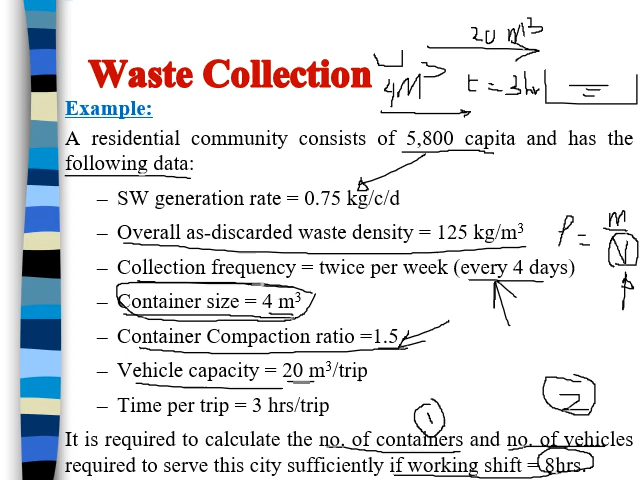 20 m³
Waste Collection
4M³
t = 3hr
Example:
A residential community consists of 5,800 capita and has the
following data:
– SW generation rate = 0.75 kg/c/d
– Overall as-discarded waste density = 125 kg/m³
– Collection frequency = twice per week (every 4 days)
– Container size = 4 m³
– Container Compaction ratio =1.5
– Vehicle capacity = 20 m³/trip
– Time per trip = 3 hrs/trip
ρ = m
V
1
2
It is required to calculate the no. of containers and no. of vehicles
required to serve this city sufficiently if working shift = 8hrs.